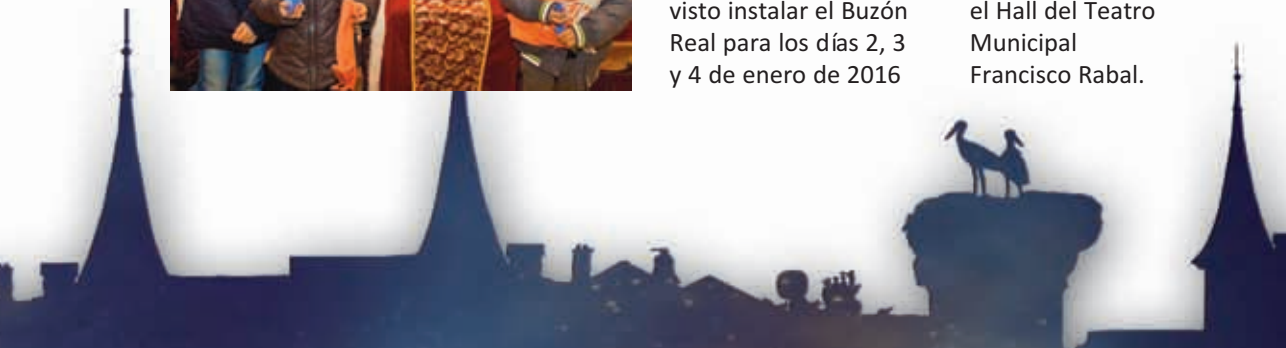 visto instalar el Buzón
Real para los días 2, 3
y 4 de enero de 2016
el Hall del Teatro
Municipal
Francisco Rabal.